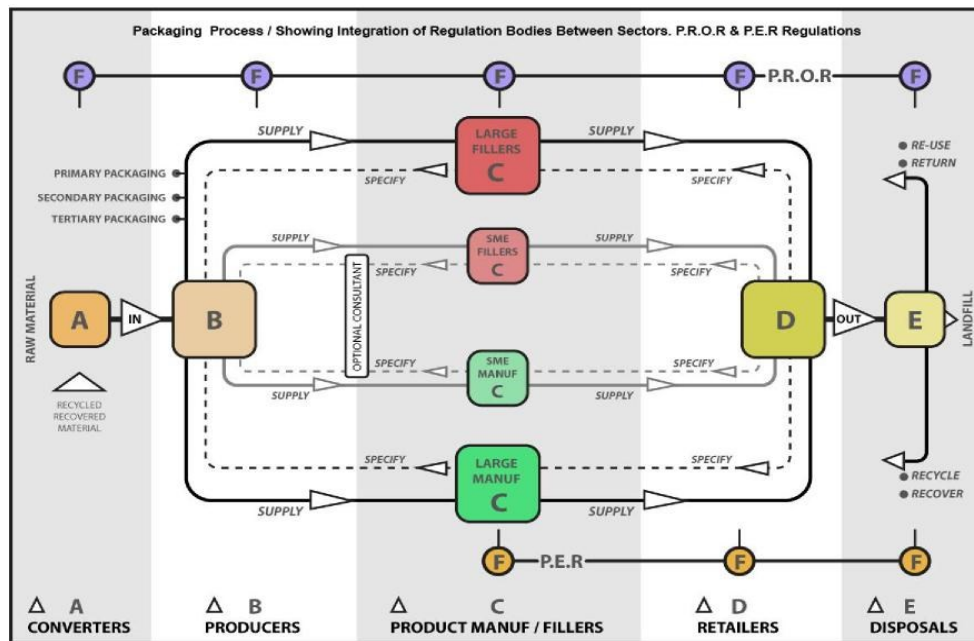 Packaging Process / Showing Integration of Regulation Bodies Between Sectors. P.R.O.R & P.E.R Regulations
F
F
F
F
P.R.O.R
F
SUPPLY
LARGE
FILLERS
C
SUPPLY
RE-USE
RETURN
PRIMARY PACKAGING
SECONDARY PACKAGING
TERTIARY PACKAGING
SPECIFY
SPECIFY
SUPPLY
SME
FILLERS
C
SUPPLY
SPECIFY
SPECIFY
RAW MATERIAL
A
IN
B
OPTIONAL CONSULTANT
D
OUT
E
LANDFILL
SPECIFY
SME
MANUF
C
SPECIFY
SUPPLY
SUPPLY
RECYCLED
RECOVERED
MATERIAL
SPECIFY
LARGE
MANUF
C
SPECIFY
SUPPLY
SUPPLY
RECYCLE
RECOVER
F
P.E.R
F
F
A
CONVERTERS
B
PRODUCERS
C
PRODUCT MANUF / FILLERS
D
RETAILERS
E
DISPOSALS